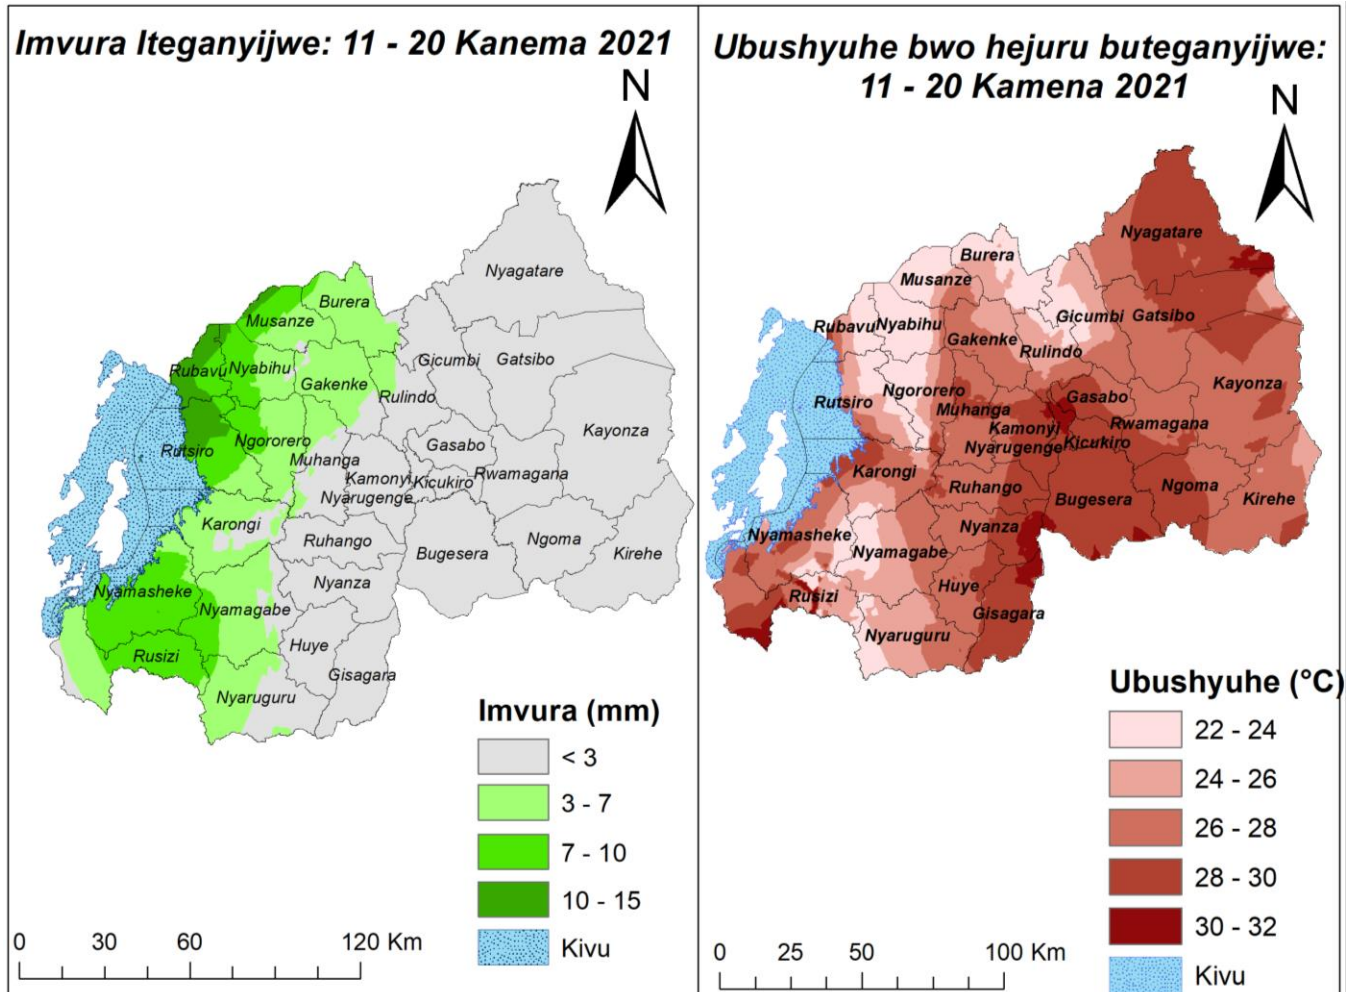 Imvura Iteganyijwe: 11 - 20 Kanema 2021
N
Nyagatare
Burera
Musanze
Gicumbi
Gatsibo
Rubavu
Nyabihu
Gakenke
Rulindo
Kayonza
Rutsiro
Ngororero
Gasabo
Muhanga
Kamonyi
Kicukiro
Rwamagana
Nyarugenge
Karongi
Ruhango
Bugesera
Ngoma
Kirehe
Nyamasheke
Nyanza
Nyamagabe
Rusizi
Huye
Gisagara
Nyaruguru
Imvura (mm)
< 3
3 - 7
7 - 10
10 - 15
Kivu
0 30 60 120 Km
Ubushyuhe bwo hejuru buteganyijwe:
11 - 20 Kamena 2021
N
Nyagatare
Burera
Musanze
Rubavu
Nyabihu
Gicumbi
Gatsibo
Gakenke
Rulindo
Ngororero
Kayonza
Rutsiro
Gasabo
Muhanga
Kamonyi
Rwamagana
Nyarugenge
Kicukiro
Karongi
Ruhango
Bugesera
Ngoma
Kirehe
Nyamasheke
Nyanza
Nyamagabe
Huye
Rusizi
Gisagara
Nyaruguru
Ubushyuhe (°C)
22 - 24
24 - 26
26 - 28
28 - 30
30 - 32
Kivu
0 25 50 100 Km